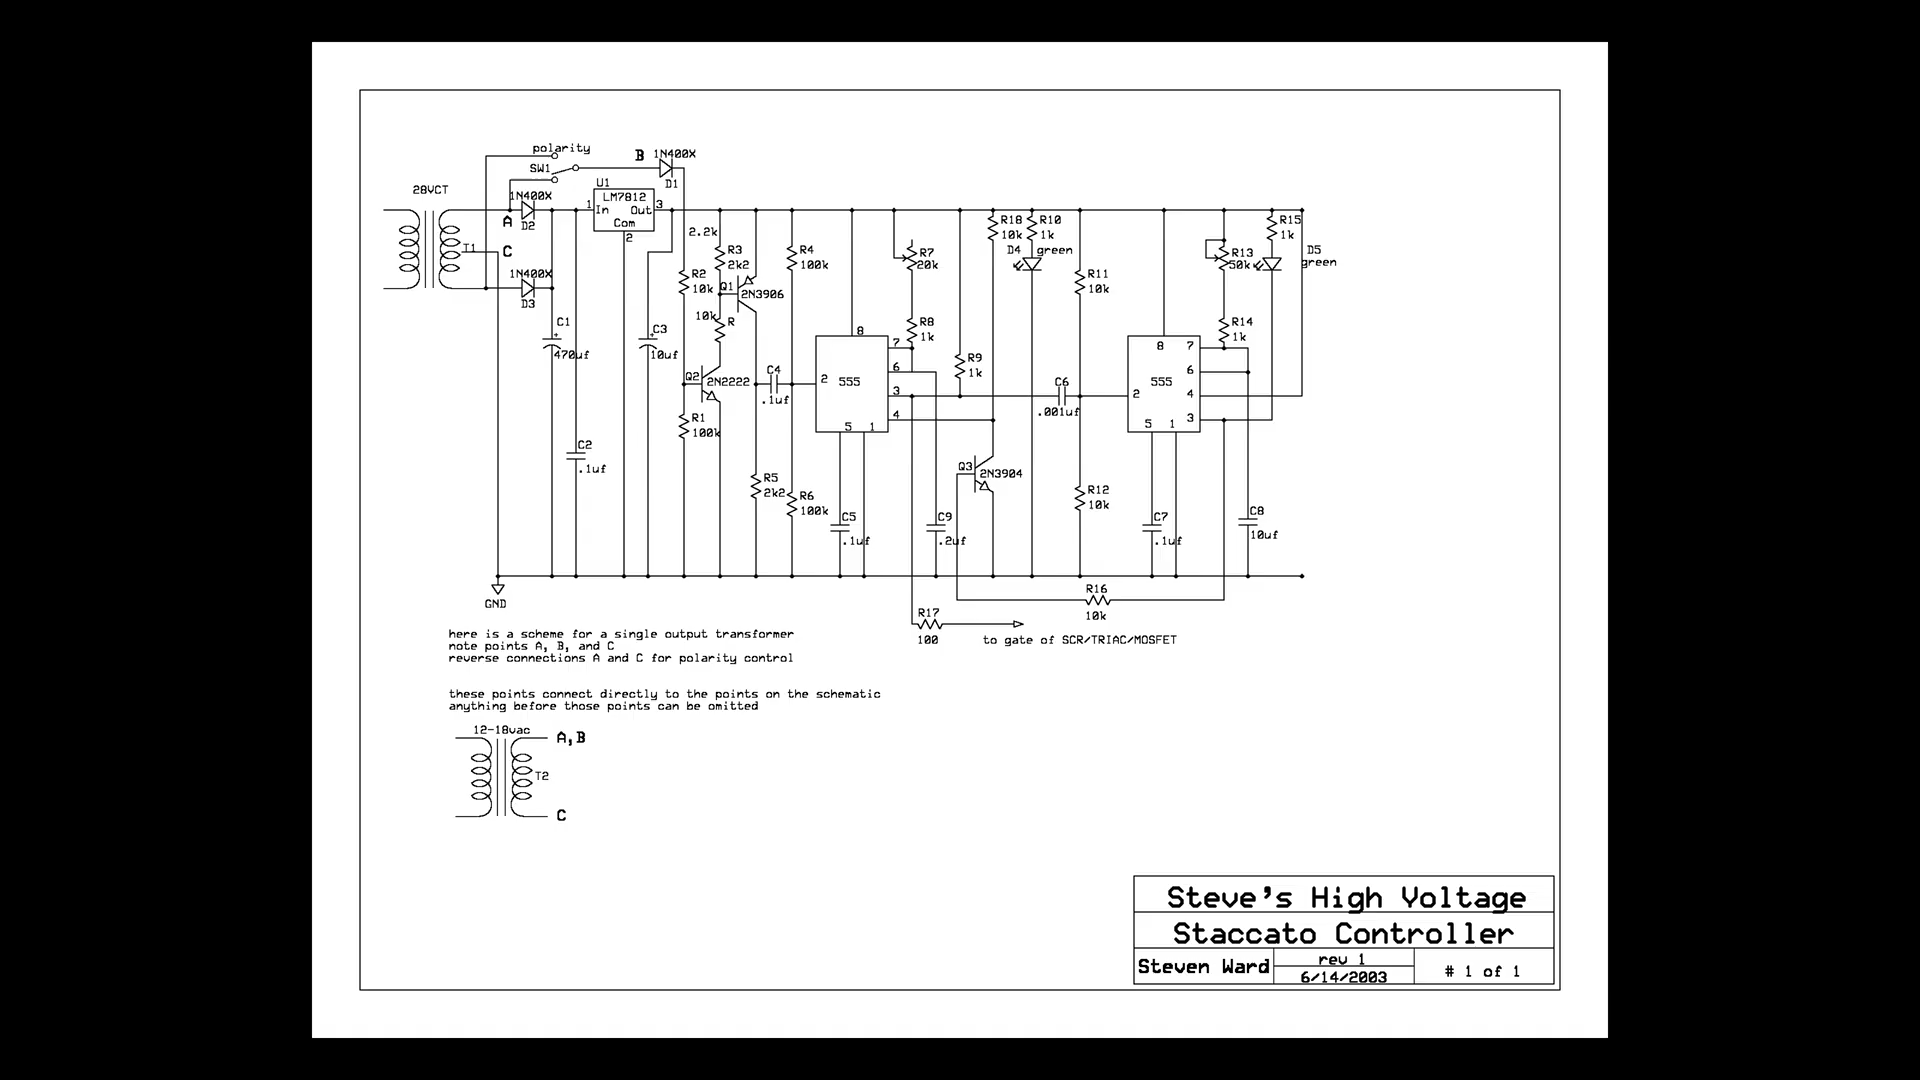 polarity
B 1N400X
SW1
D1
28VCT
1N400X
U1
LM7812
1 In Out 3
Com
2
A
D2
C
T1
1N400X
D3
C1
470uf
C2
.1uf
C3
10uf
2.2k
R3
2k2
R2
10k
Q1
2N3906
10k
R
Q2
2N2222
R1
100k
C4
.1uf
R4
100k
R5
2k2
R6
100k
8
7
6
2 555
3
4
5 1
C5
.1uf
R7
20k
R8
1k
R9
1k
C9
.2uf
R18
10k
R10
1k
D4
green
Q3
2N3904
C6
.001uf
R11
10k
R12
10k
8 7
6
555
2 4
3
5 1
C7
.1uf
R13
50k
R14
1k
R15
1k
D5
green
C8
10uf
GND
R16
10k
R17
100
to gate of SCR/TRIAC/MOSFET
here is a scheme for a single output transformer
note points A, B, and C
reverse connections A and C for polarity control
these points connect directly to the points on the schematic
anything before those points can be omitted
12-18vac
A,B
T2
C
Steve's High Voltage
Staccato Controller
Steven Ward
rev 1
6/14/2003
# 1 of 1